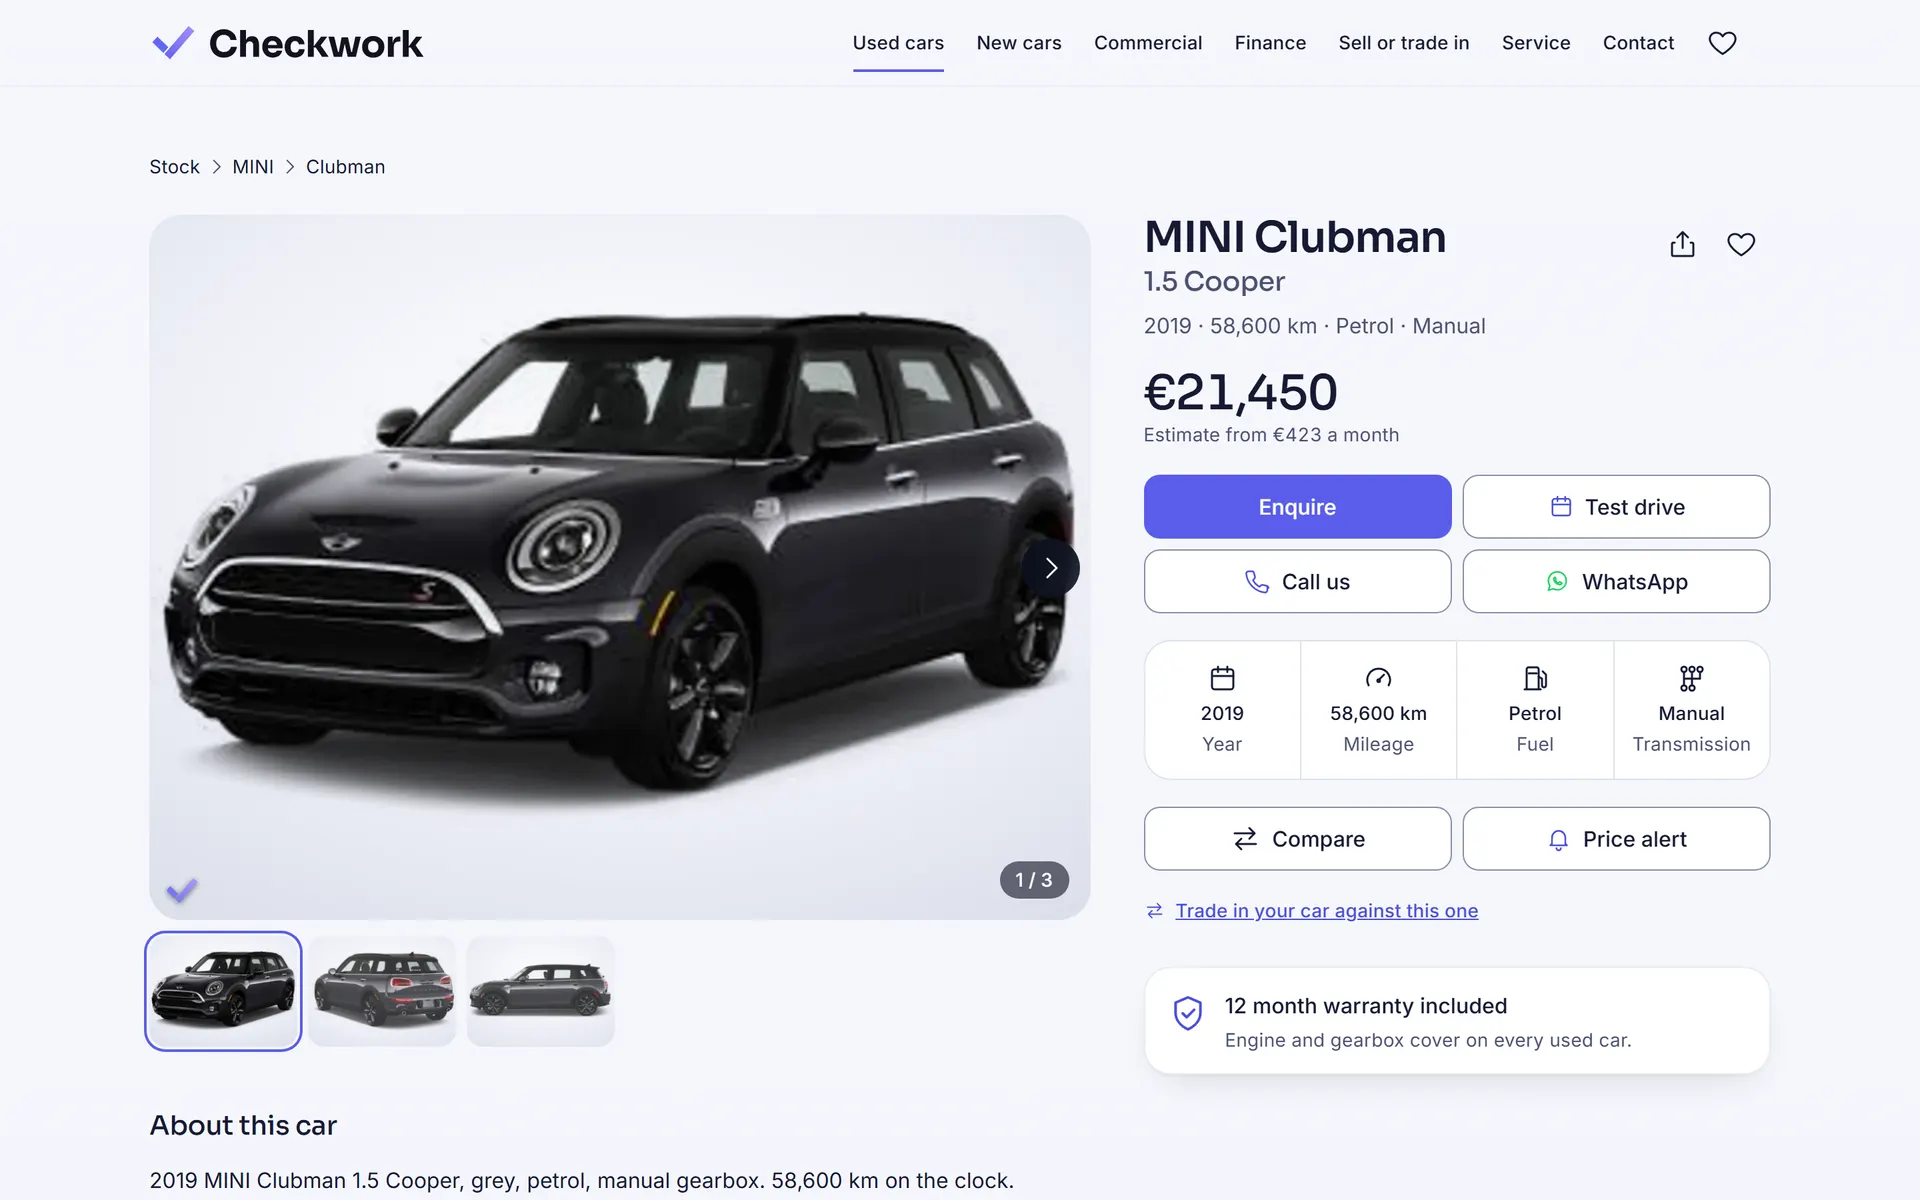 Checkwork
Used cars
New cars
Commercial
Finance
Sell or trade in
Service
Contact
Stock
MINI
Clubman
S
1 / 3
MINI Clubman
1.5 Cooper
2019 · 58,600 km · Petrol · Manual
€21,450
Estimate from €423 a month
Enquire
Test drive
Call us
WhatsApp
2019
Year
58,600 km
Mileage
Petrol
Fuel
Manual
Transmission
Compare
Price alert
Trade in your car against this one
12 month warranty included
Engine and gearbox cover on every used car.
About this car
2019 MINI Clubman 1.5 Cooper, grey, petrol, manual gearbox. 58,600 km on the clock.